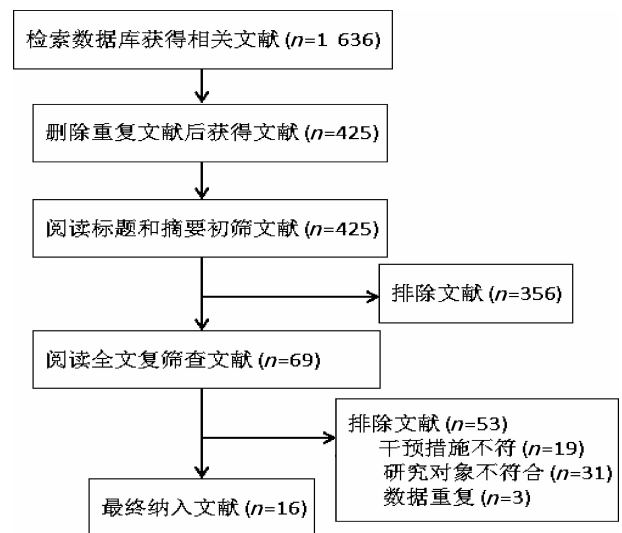 检索数据库获得相关文献 (n=1 636)
删除重复文献后获得文献 (n=425)
阅读标题和摘要初筛文献 (n=425)
排除文献 (n=356)
阅读全文复筛查文献 (n=69)
排除文献 (n=53)
干预措施不符 (n=19)
研究对象不符合 (n=31)
数据重复 (n=3)
最终纳入文献 (n=16)